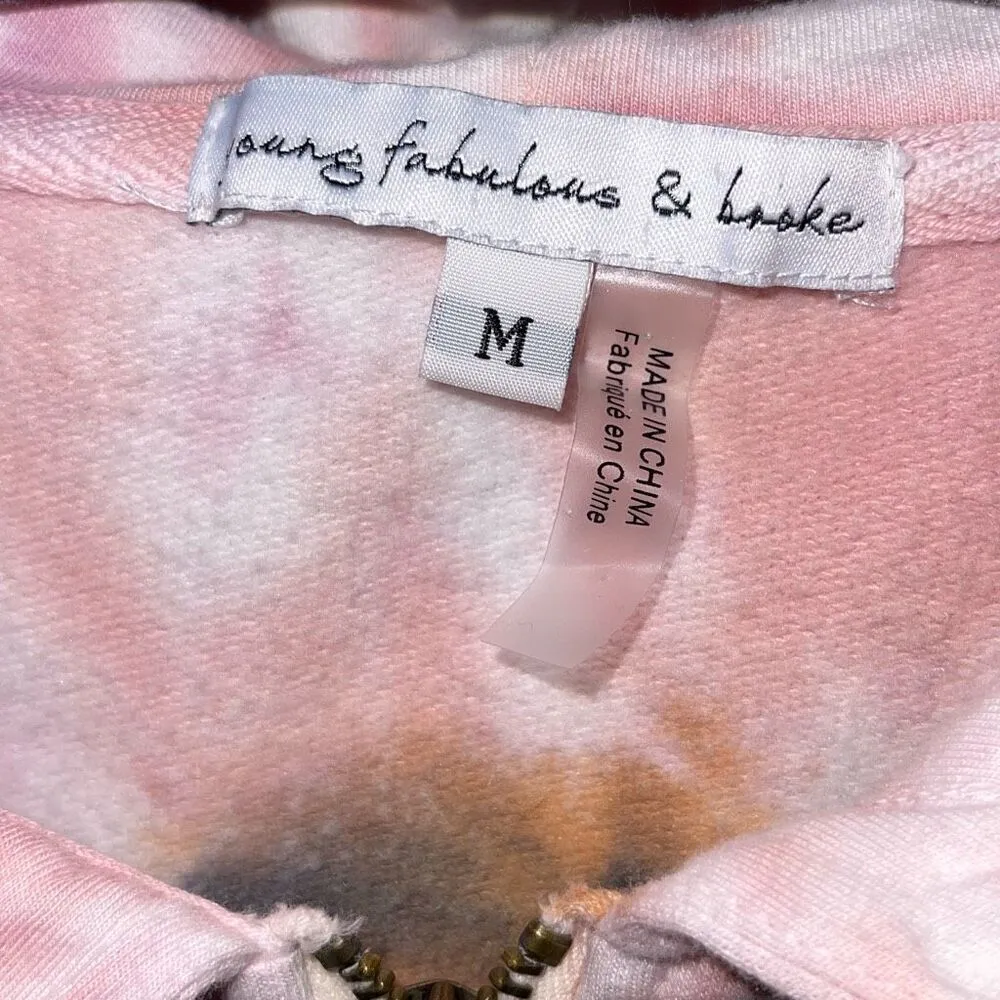 young fabulous & broke
M
MADE IN CHINA
Fabriqué en Chine